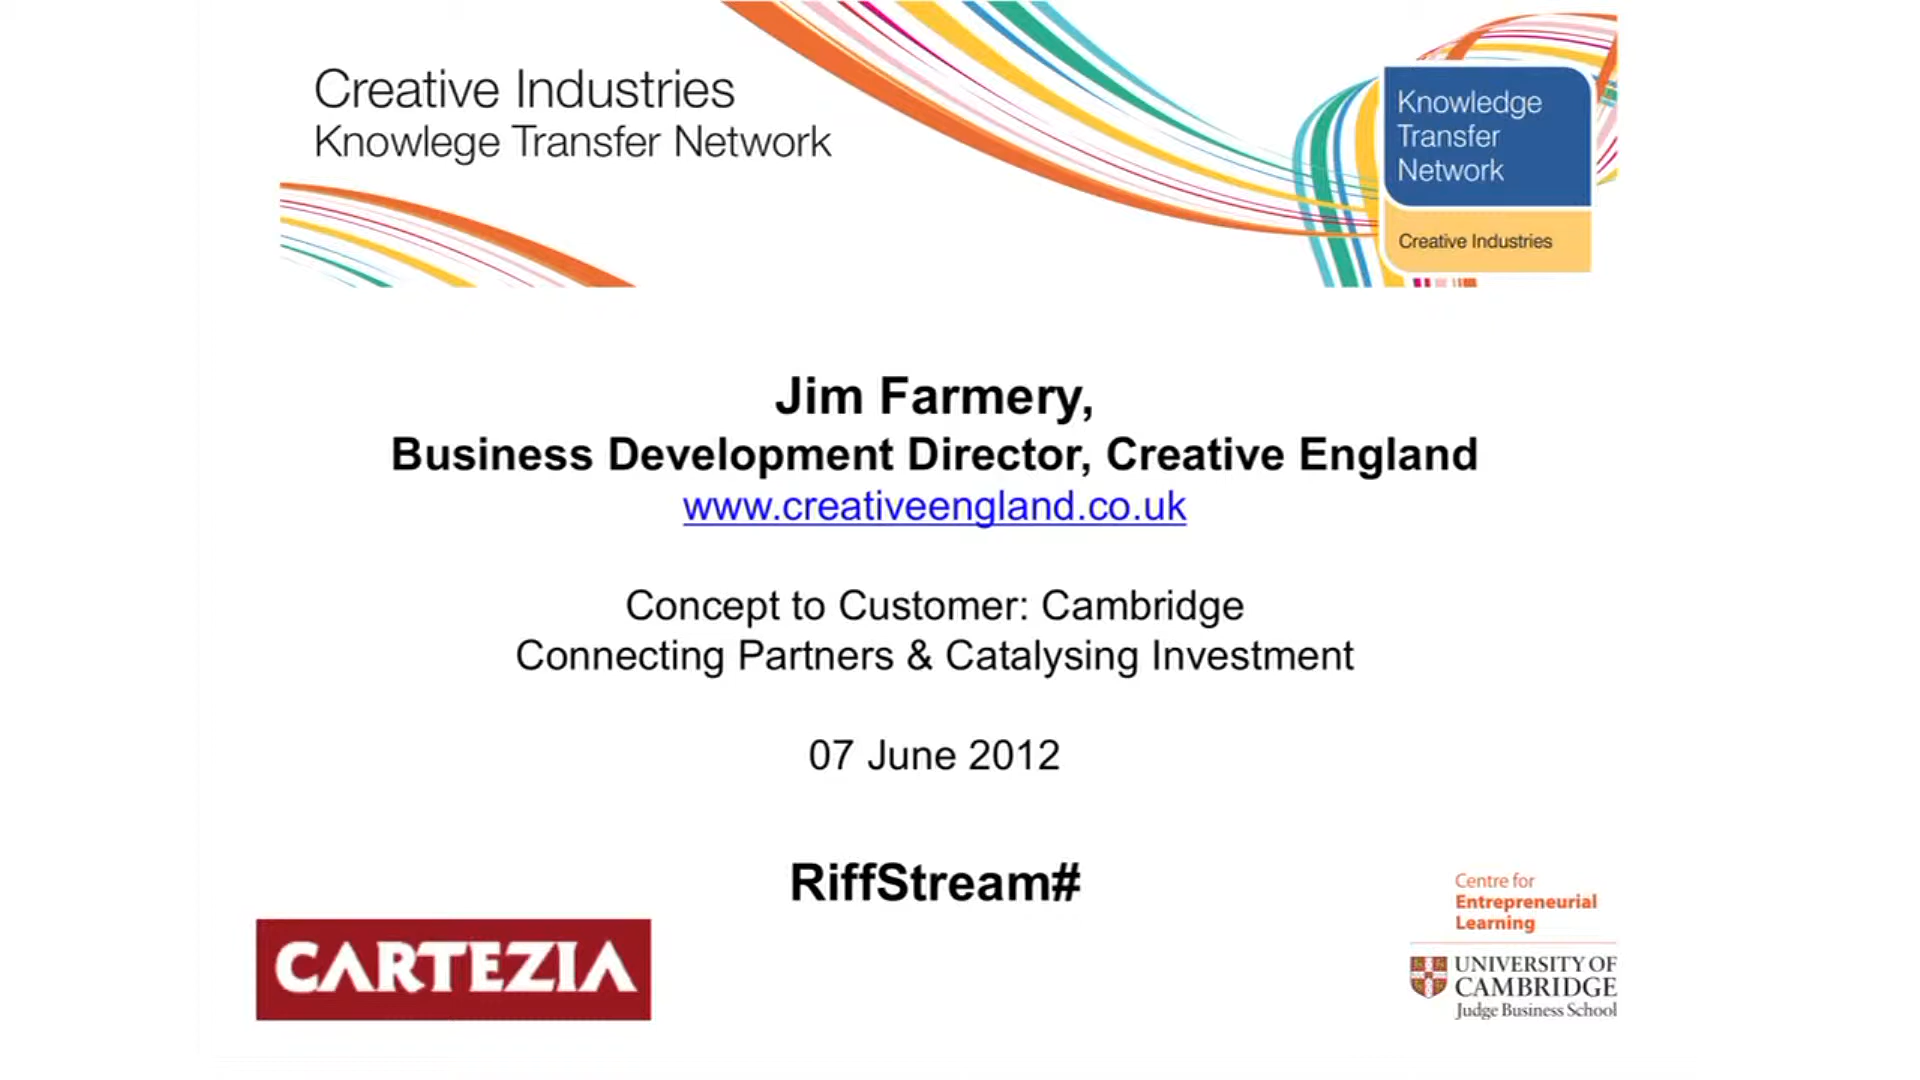 Creative Industries
Knowlege Transfer Network
Knowledge
Transfer
Network
Creative Industries
Jim Farmery,
Business Development Director, Creative England
www.creativeengland.co.uk
Concept to Customer: Cambridge
Connecting Partners & Catalysing Investment
07 June 2012
RiffStream#
CARTEZIA
Centre for
Entrepreneurial
Learning
UNIVERSITY OF
CAMBRIDGE
Judge Business School